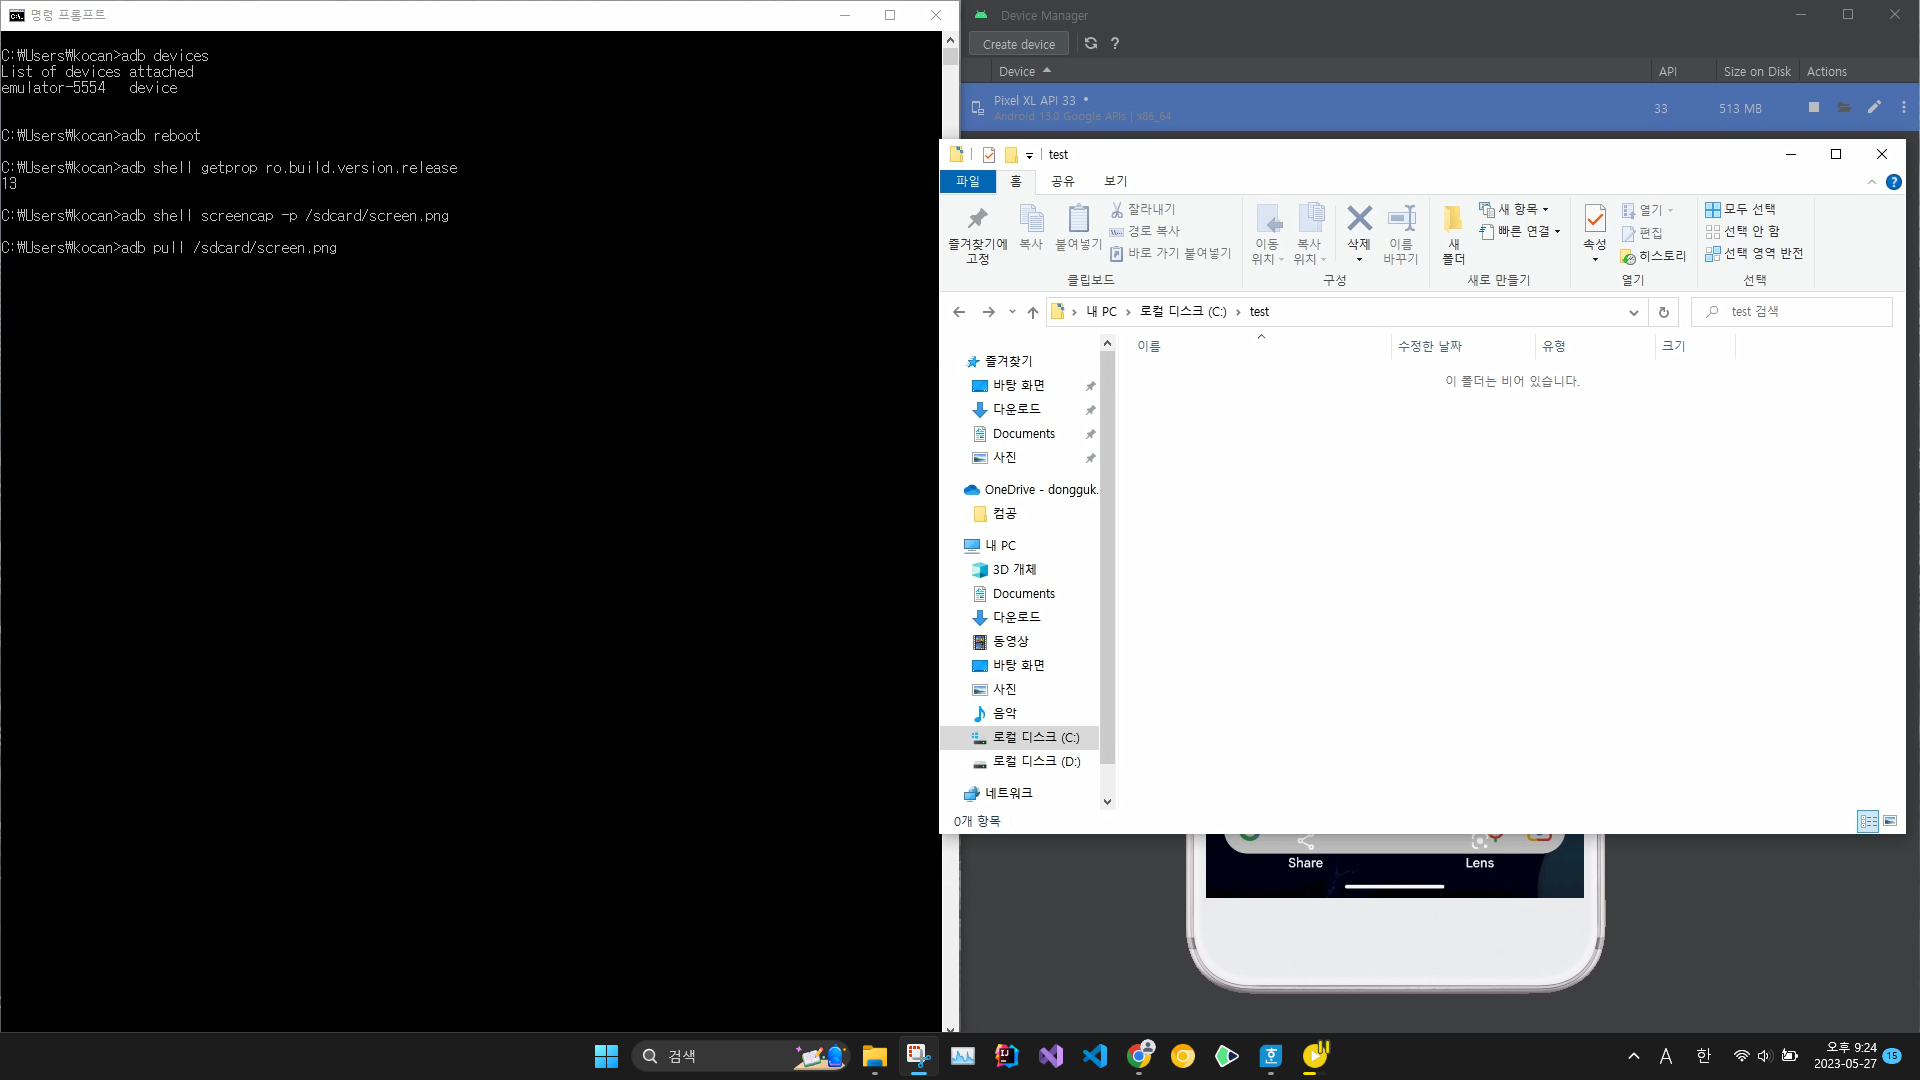 명령 프롬프트
C:\Users\kocan>adb devices
List of devices attached
emulator-5554 device
C:\Users\kocan>adb reboot
C:\Users\kocan>adb shell getprop ro.build.version.release
13
C:\Users\kocan>adb shell screencap -p /sdcard/screen.png
C:\Users\kocan>adb pull /sdcard/screen.png
Device Manager
Create device
?
Device API Size on Disk Actions
Pixel XL API 33 33 513 MB
Android 13.0 Google APIs | x86_64
test
파일 홈 공유 보기
즐겨찾기에 고정
복사
붙여넣기
잘라내기
경로 복사
바로 가기 붙여넣기
클립보드
이동 위치
복사 위치
삭제
이름 바꾸기
구성
새 폴더
새 항목
빠른 연결
새로 만들기
속성
열기
편집
히스토리
열기
모두 선택
선택 안 함
선택 영역 반전
선택
내 PC > 로컬 디스크 (C:) > test
test 검색
이름 수정한 날짜 유형 크기
이 폴더는 비어 있습니다.
즐겨찾기
바탕 화면
다운로드
Documents
사진
OneDrive - dongguk.
컴공
내 PC
3D 개체
Documents
다운로드
동영상
바탕 화면
사진
음악
로컬 디스크 (C:)
로컬 디스크 (D:)
네트워크
0개 항목
Share Lens
검색
A 한
오후 9:24
2023-05-27
15